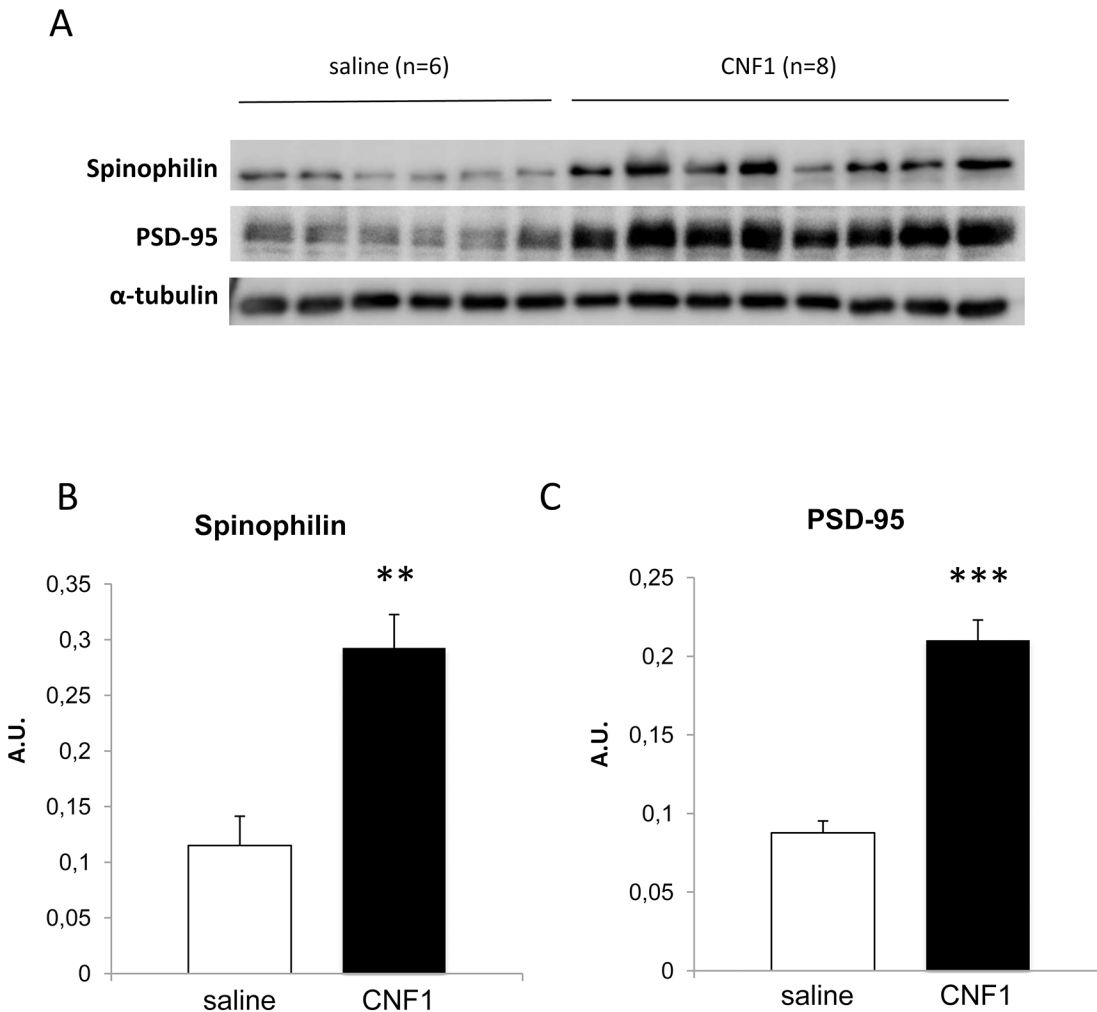 A
saline (n=6) CNF1 (n=8)
Spinophilin
PSD-95
α-tubulin
B
Spinophilin
**
0,35
0,3
0,25
0,2
0,15
0,1
0,05
0
A.U.
saline CNF1
C
PSD-95
***
0,25
0,2
0,15
0,1
0,05
0
A.U.
saline CNF1